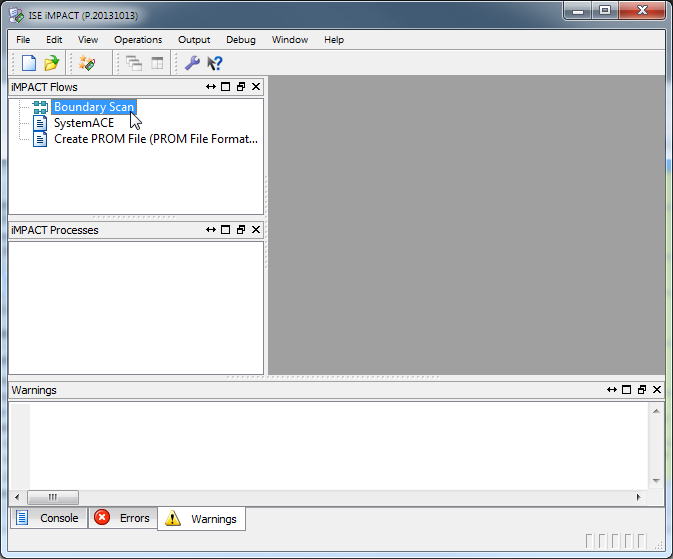 ISE iMPACT (P.20131013)
File Edit View Operations Output Debug Window Help
iMPACT Flows
Boundary Scan
SystemACE
Create PROM File (PROM File Format...
iMPACT Processes
Warnings
Console Errors Warnings